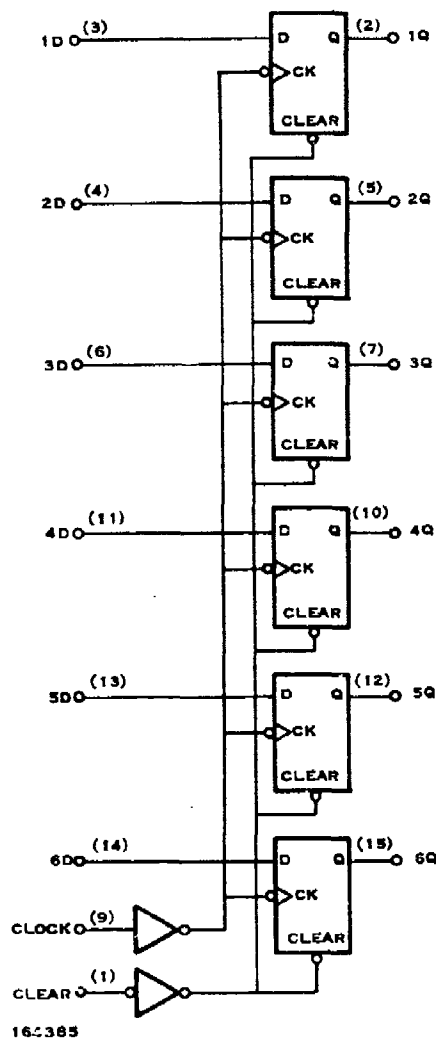 1D (3) D Q (2) 1Q
CK
CLEAR
2D (4) D Q (5) 2Q
CK
CLEAR
3D (6) D Q (7) 3Q
CK
CLEAR
4D (11) D Q (10) 4Q
CK
CLEAR
5D (13) D Q (12) 5Q
CK
CLEAR
6D (14) D Q (15) 6Q
CK
CLOCK (9)
CLEAR
CLEAR (1)